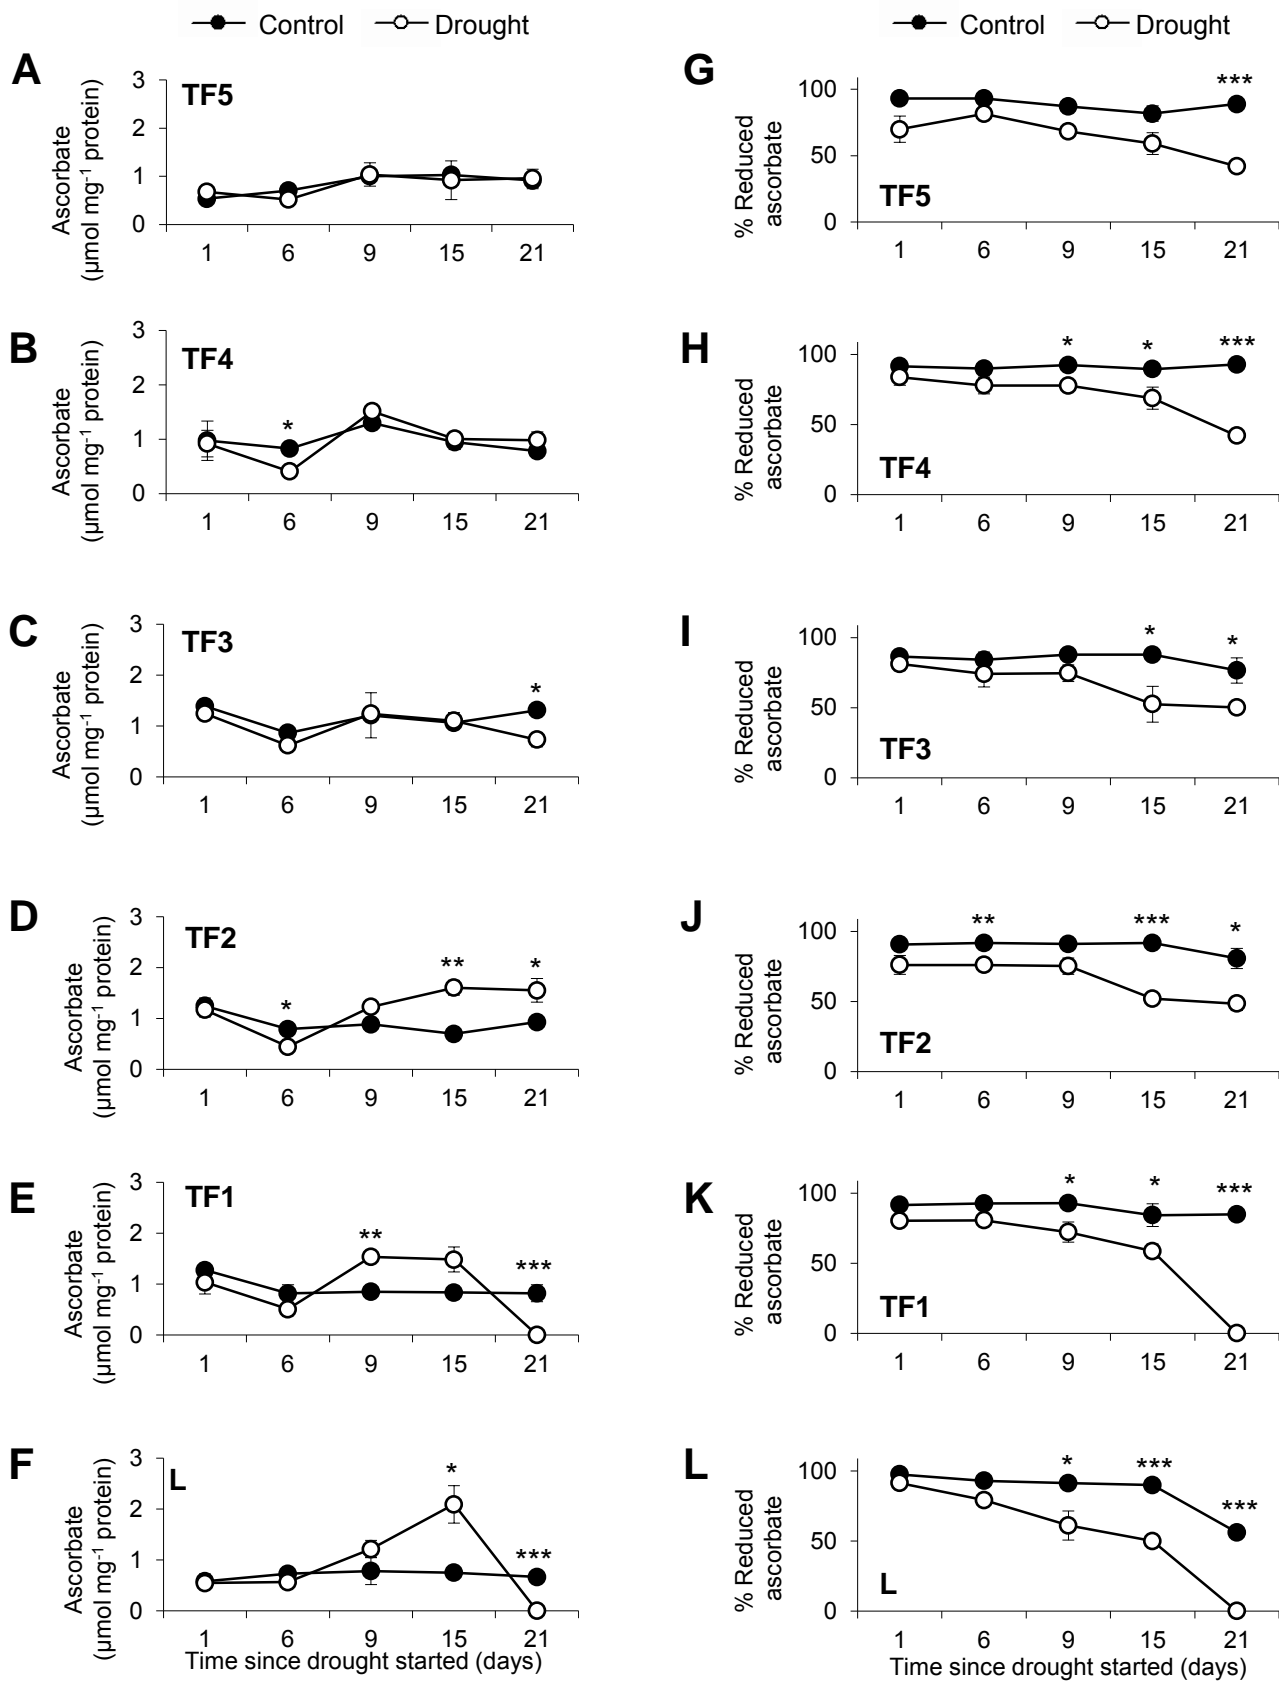 Control Drought
Control Drought
A
TF5
Ascorbate
(µmol mg⁻¹ protein)
3
2
1
0
1 6 9 15 21
G
TF5
% Reduced
ascorbate
100
50
0
***
1 6 9 15 21
B
TF4
Ascorbate
(µmol mg⁻¹ protein)
3
2
1
0
*
1 6 9 15 21
H
TF4
% Reduced
ascorbate
100
50
0
* * ***
1 6 9 15 21
C
TF3
Ascorbate
(µmol mg⁻¹ protein)
3
2
1
0
*
1 6 9 15 21
I
TF3
% Reduced
ascorbate
100
50
0
* *
1 6 9 15 21
D
TF2
Ascorbate
(µmol mg⁻¹ protein)
3
2
1
0
* ** *
1 6 9 15 21
J
TF2
% Reduced
ascorbate
100
50
0
** *** *
1 6 9 15 21
E
TF1
Ascorbate
(µmol mg⁻¹ protein)
3
2
1
0
** ***
1 6 9 15 21
K
TF1
% Reduced
ascorbate
100
50
0
* * ***
1 6 9 15 21
F
L
Ascorbate
(µmol mg⁻¹ protein)
3
2
1
0
* ***
1 6 9 15 21
Time since drought started (days)
L
L
% Reduced
ascorbate
100
50
0
* *** ***
1 6 9 15 21
Time since drought started (days)